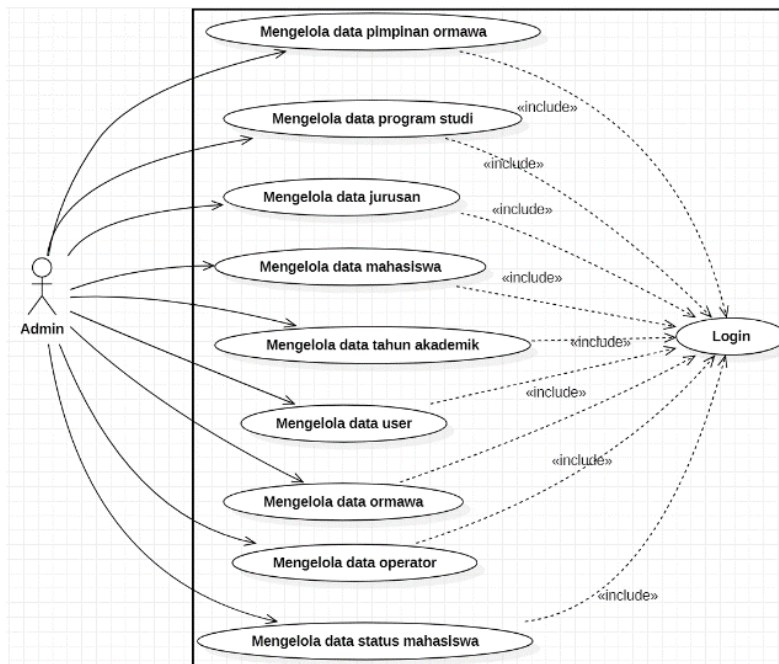 Mengelola data pimpinan ormawa
«include»
Mengelola data program studi
«include»
Mengelola data jurusan
«include»
Mengelola data mahasiswa
«include»
Admin
Mengelola data tahun akademik
«include»
Login
Mengelola data user
«include»
Mengelola data ormawa
«include»
Mengelola data operator
«include»
Mengelola data status mahasiswa